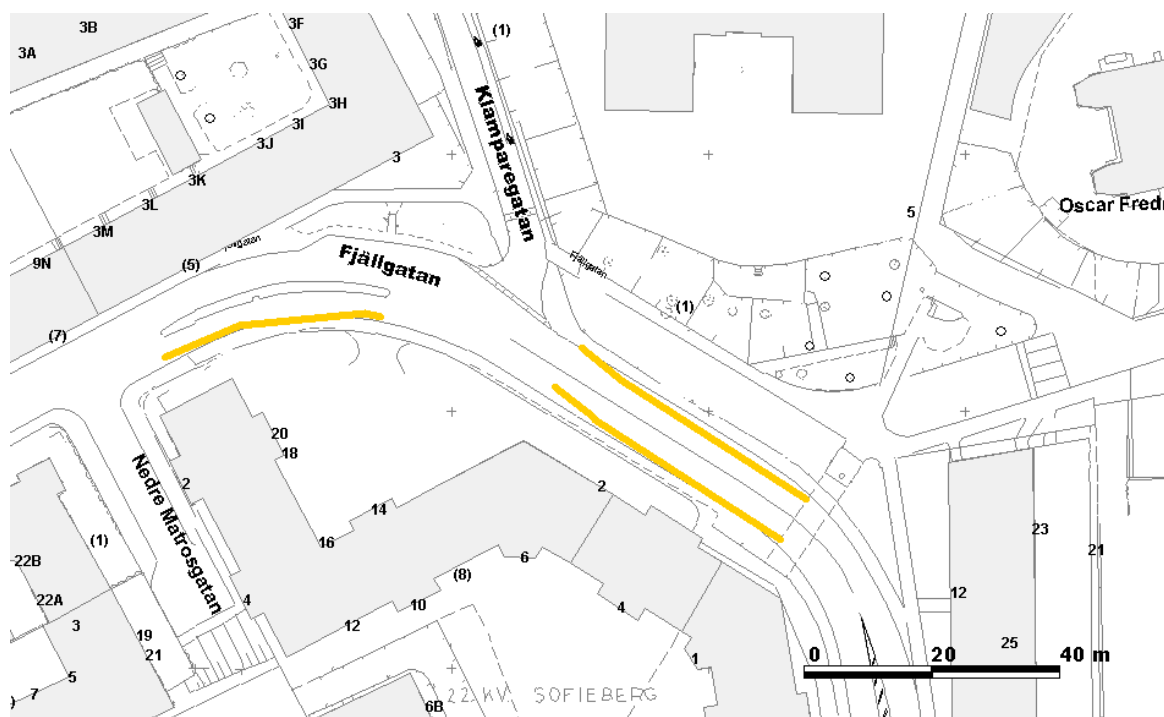 3B
3F
(1)
3A
3G
3H
3I
3J
Klamparegatan
3
3K
3L
5
Oscar Fredr
3M
Fjällgatan
9N
(5)
Fjällgatan
(1)
(7)
20
18
2
2
14
23
16
(1)
6
21
22B
(8)
Nedre Matrosgatan
22A
4
10
4
12
3
12
19
25
21
0
20
40 m
1
5
7
22. KV. SOFIEBERG
6B